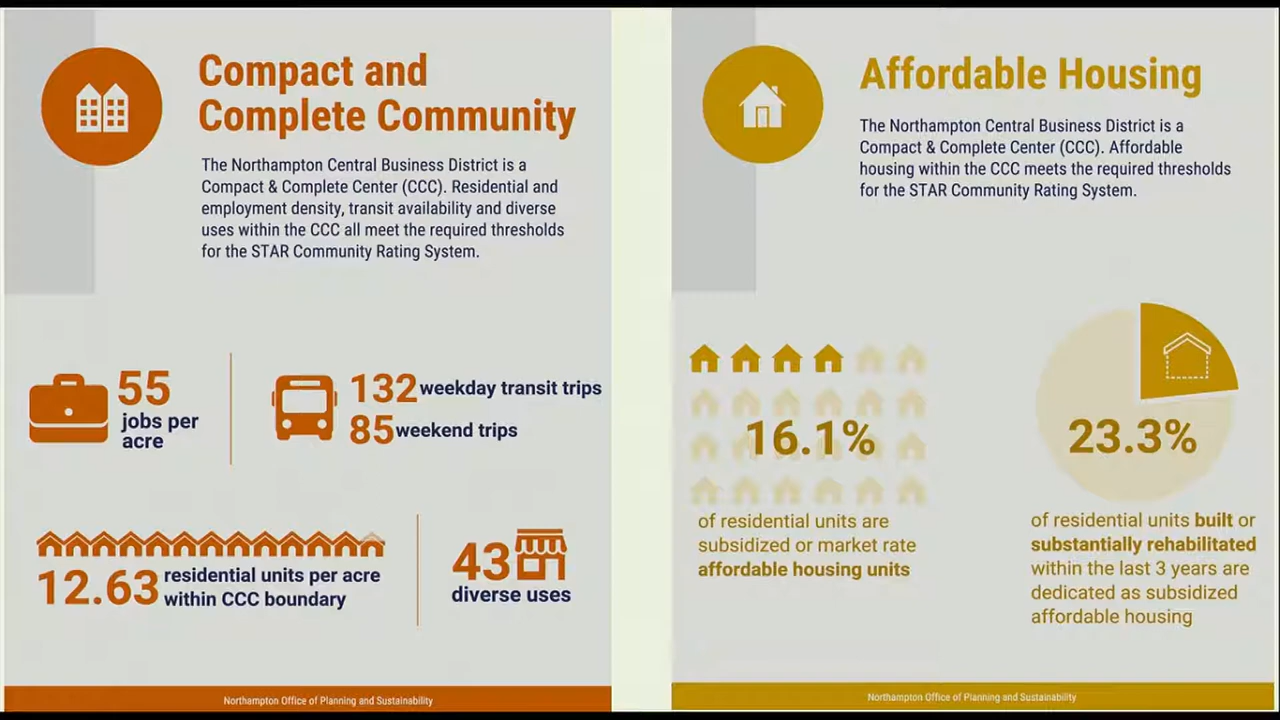 Compact and
Complete Community
The Northampton Central Business District is a
Compact & Complete Center (CCC). Residential and
employment density, transit availability and diverse
uses within the CCC all meet the required thresholds
for the STAR Community Rating System.
55
jobs per
acre
132 weekday transit trips
85 weekend trips
12.63 residential units per acre
within CCC boundary
43
diverse uses
Northampton Office of Planning and Sustainability
Affordable Housing
The Northampton Central Business District is a
Compact & Complete Center (CCC). Affordable
housing within the CCC meets the required thresholds
for the STAR Community Rating System.
16.1%
of residential units are
subsidized or market rate
affordable housing units
23.3%
of residential units built or
substantially rehabilitated
within the last 3 years are
dedicated as subsidized
affordable housing
Northampton Office of Planning and Sustainability